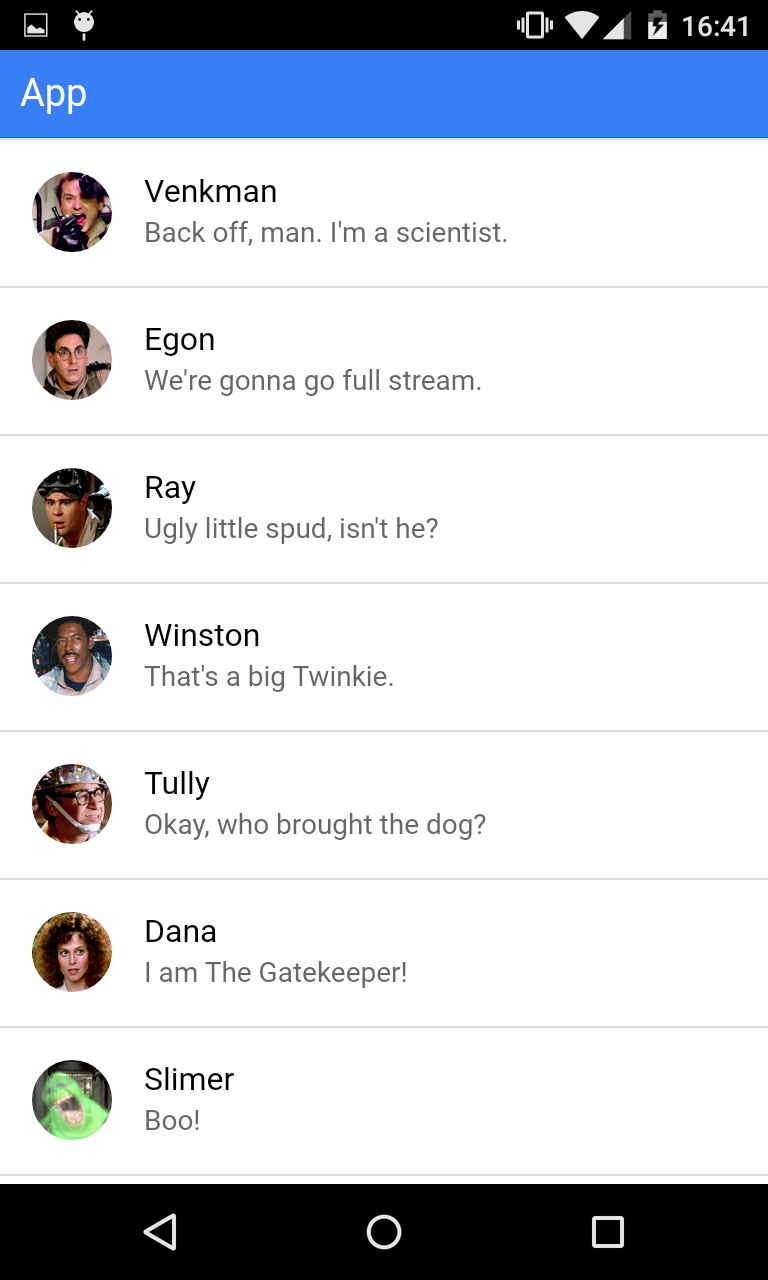 16:41
App
Venkman
Back off, man. I'm a scientist.
Egon
We're gonna go full stream.
Ray
Ugly little spud, isn't he?
Winston
That's a big Twinkie.
Tully
Okay, who brought the dog?
Dana
I am The Gatekeeper!
Slimer
Boo!